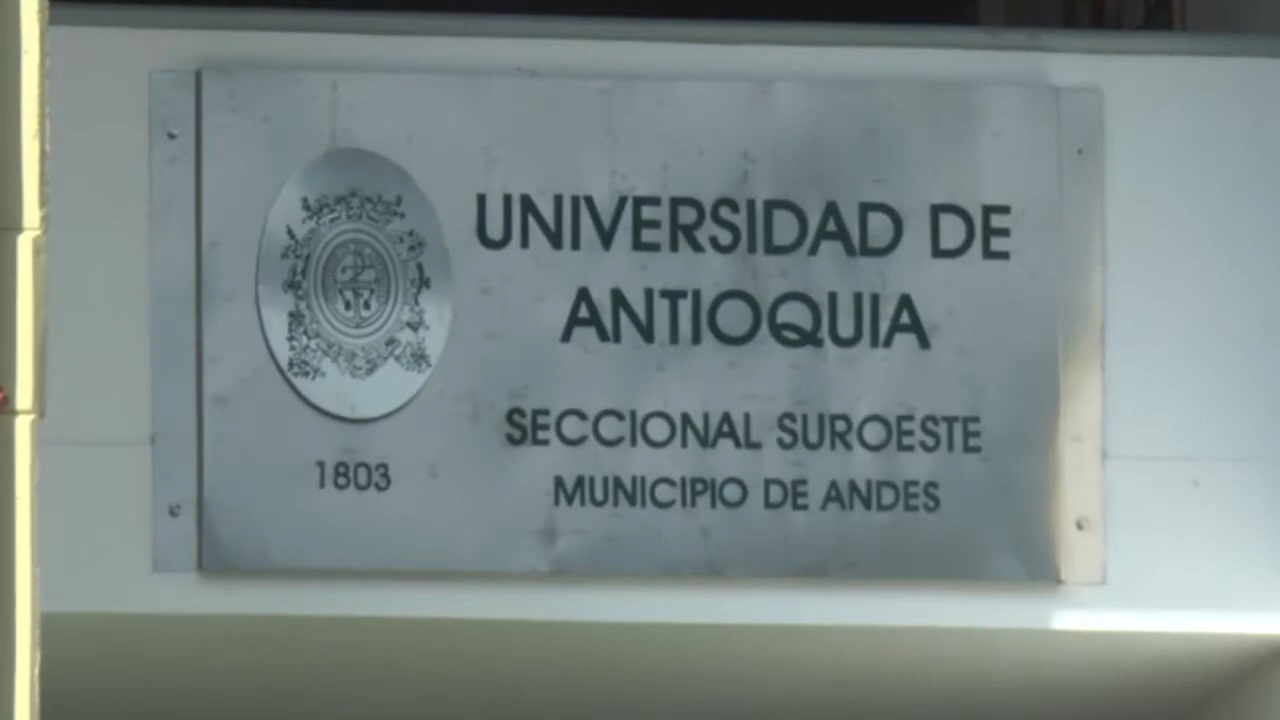 UNIVERSIDAD DE
ANTIOQUIA
SECCIONAL SUROESTE
MUNICIPIO DE ANDES
1803